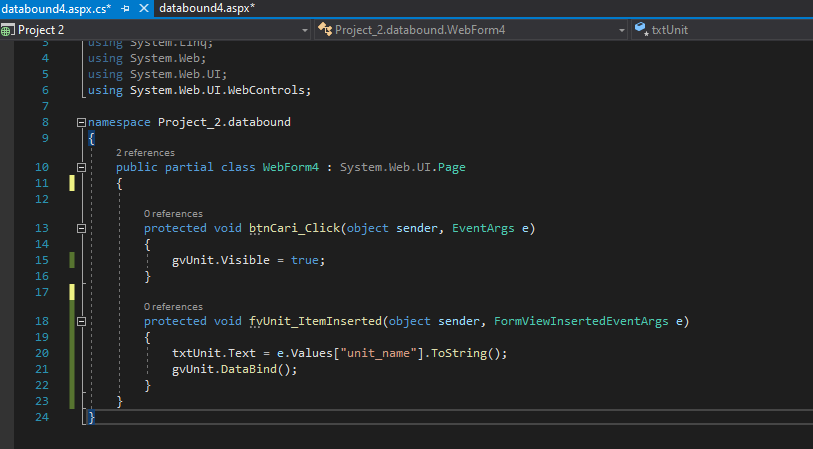 databound4.aspx.cs*
databound4.aspx*
Project 2
Project_2.databound.WebForm4
txtUnit
3 using System.Linq;
4 using System.Web;
5 using System.Web.UI;
6 using System.Web.UI.WebControls;
7
8 namespace Project_2.databound
9 {
2 references
10 public partial class WebForm4 : System.Web.UI.Page
11 {
12
0 references
13 protected void btnCari_Click(object sender, EventArgs e)
14 {
15 gvUnit.Visible = true;
16 }
17
0 references
18 protected void fvUnit_ItemInserted(object sender, FormViewInsertedEventArgs e)
19 {
20 txtUnit.Text = e.Values["unit_name"].ToString();
21 gvUnit.DataBind();
22 }
23 }
24 }